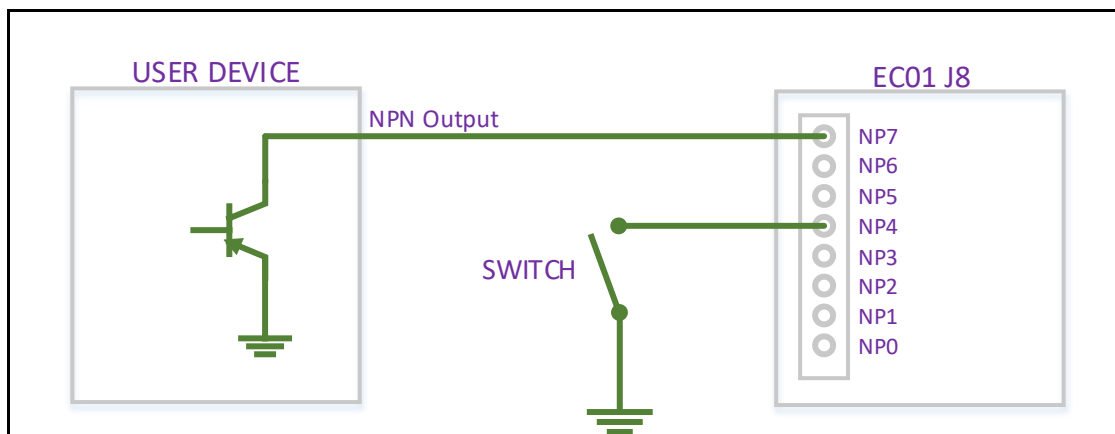 USER DEVICE
EC01 J8
NPN Output
NP7
NP6
NP5
NP4
SWITCH
NP3
NP2
NP1
NP0